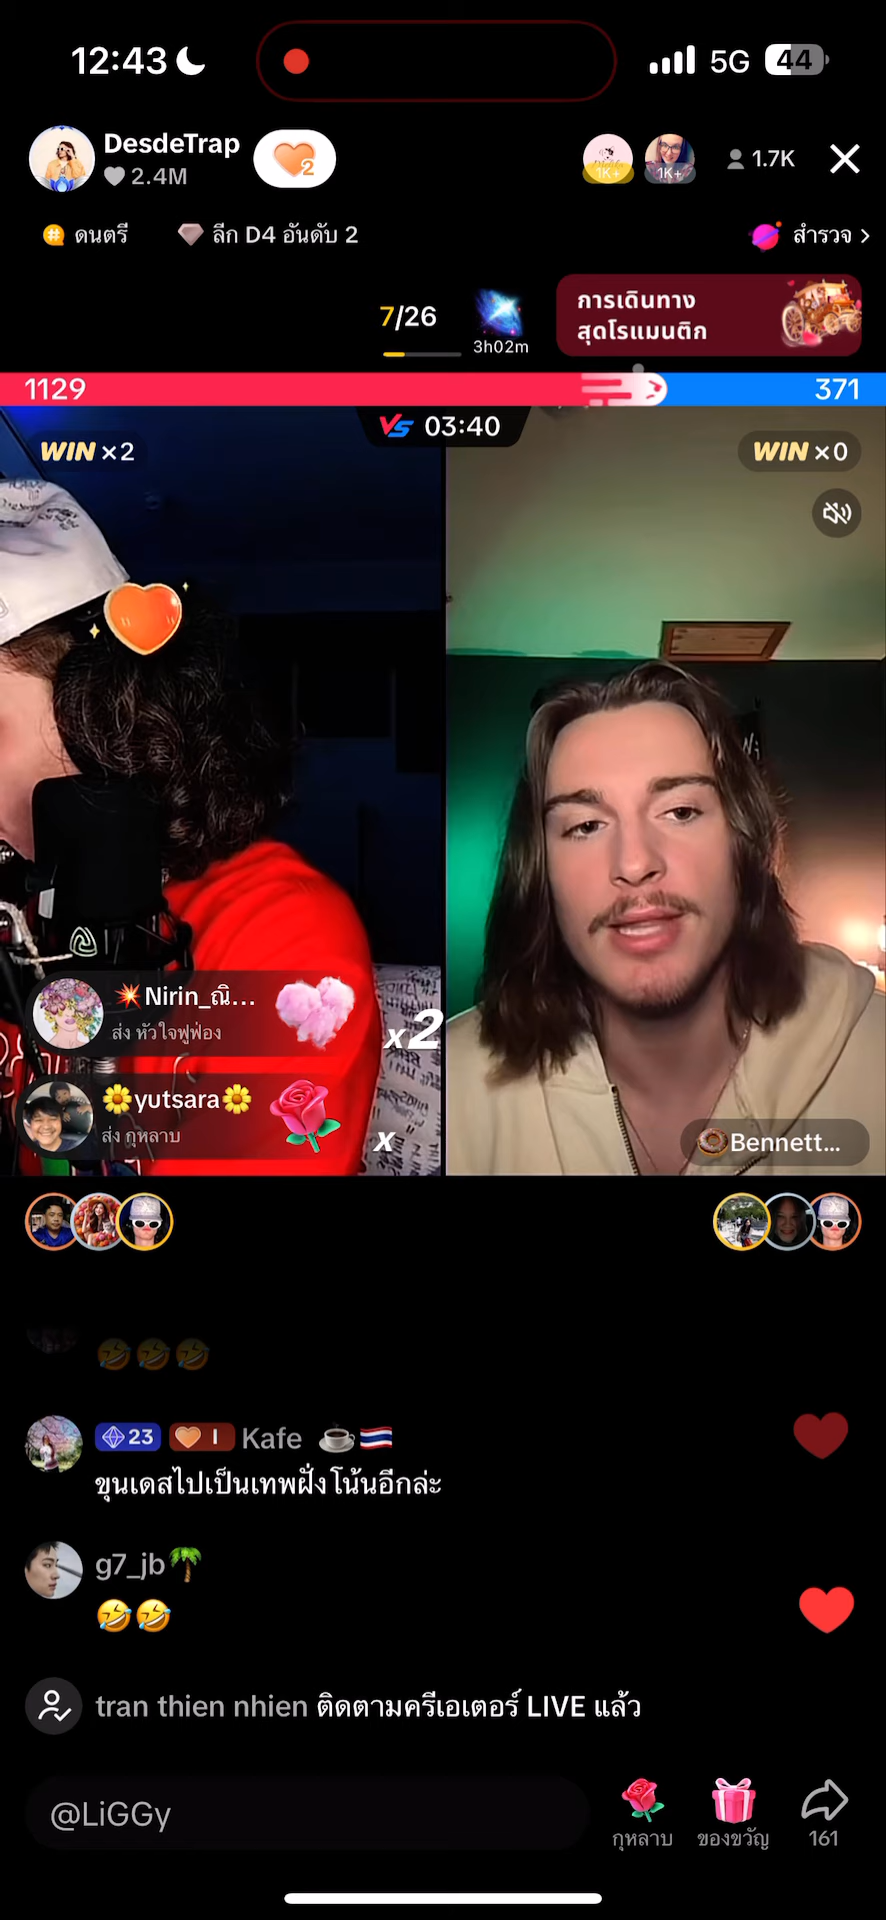 12:43
5G
44
DesdeTrap
2.4M
2
1K+
1K+
1.7K
ดนตรี
ลีก D4 อันดับ 2
สำรวจ
7/26
3h02m
การเดินทาง
สุดโรแมนติก
1129
371
VS 03:40
WIN ×2
WIN ×0
💥Nirin_ณิ...
ส่ง หัวใจฟูฟ่อง
x2
🌼yutsara🌼
ส่ง กุหลาบ
x
🍩Bennett...
🤣🤣🤣
23
I
Kafe ☕🇹🇭
ขุนเดสไปเป็นเทพฝั่งโน้นอีกล่ะ
g7_jb🌴
🤣🤣
tran thien nhien ติดตามครีเอเตอร์ LIVE แล้ว
@LiGGy
กุหลาบ
ของขวัญ
161